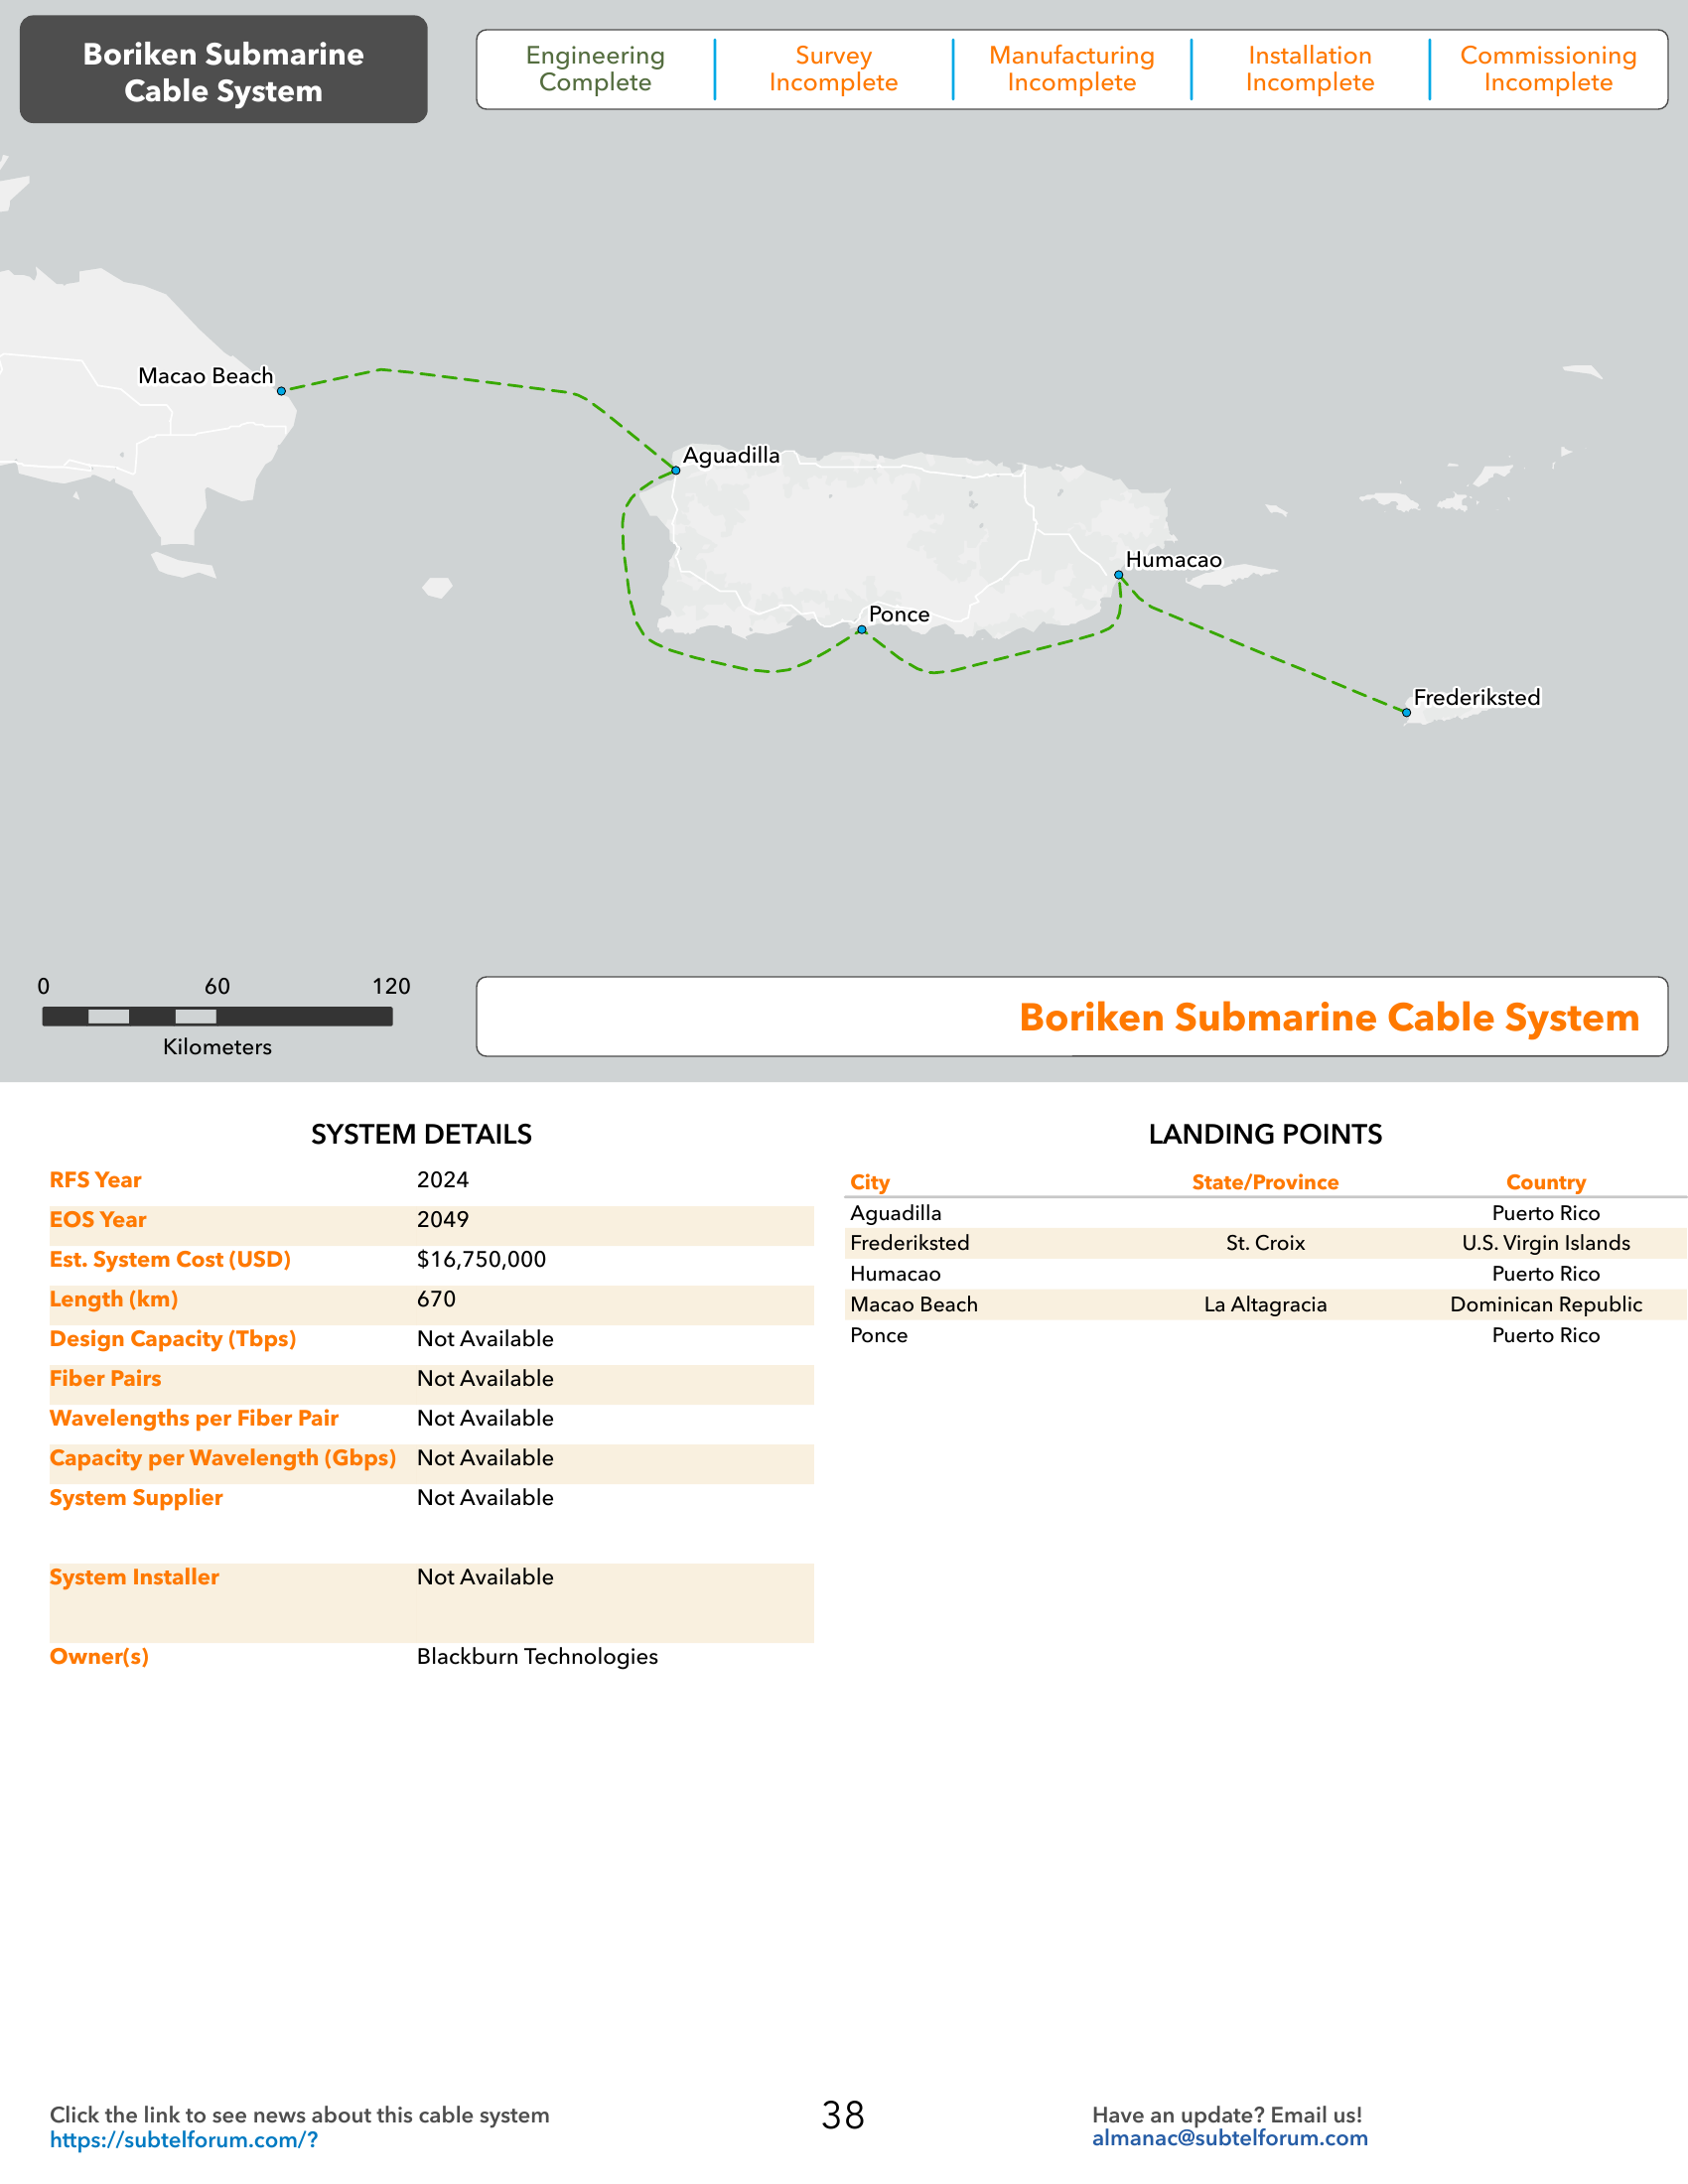 Boriken Submarine
Cable System
Engineering
Complete
Survey
Incomplete
Manufacturing
Incomplete
Installation
Incomplete
Commissioning
Incomplete
Macao Beach
Aguadilla
Humacao
Ponce
Frederiksted
0 60 120
Kilometers
Boriken Submarine Cable System
SYSTEM DETAILS
RFS Year 2024
EOS Year 2049
Est. System Cost (USD) $16,750,000
Length (km) 670
Design Capacity (Tbps) Not Available
Fiber Pairs Not Available
Wavelengths per Fiber Pair Not Available
Capacity per Wavelength (Gbps) Not Available
System Supplier Not Available
System Installer Not Available
Owner(s) Blackburn Technologies
LANDING POINTS
City State/Province Country
Aguadilla Puerto Rico
Frederiksted St. Croix U.S. Virgin Islands
Humacao Puerto Rico
Macao Beach La Altagracia Dominican Republic
Ponce Puerto Rico
Click the link to see news about this cable system
https://subtelforum.com/?
38
Have an update? Email us!
almanac@subtelforum.com